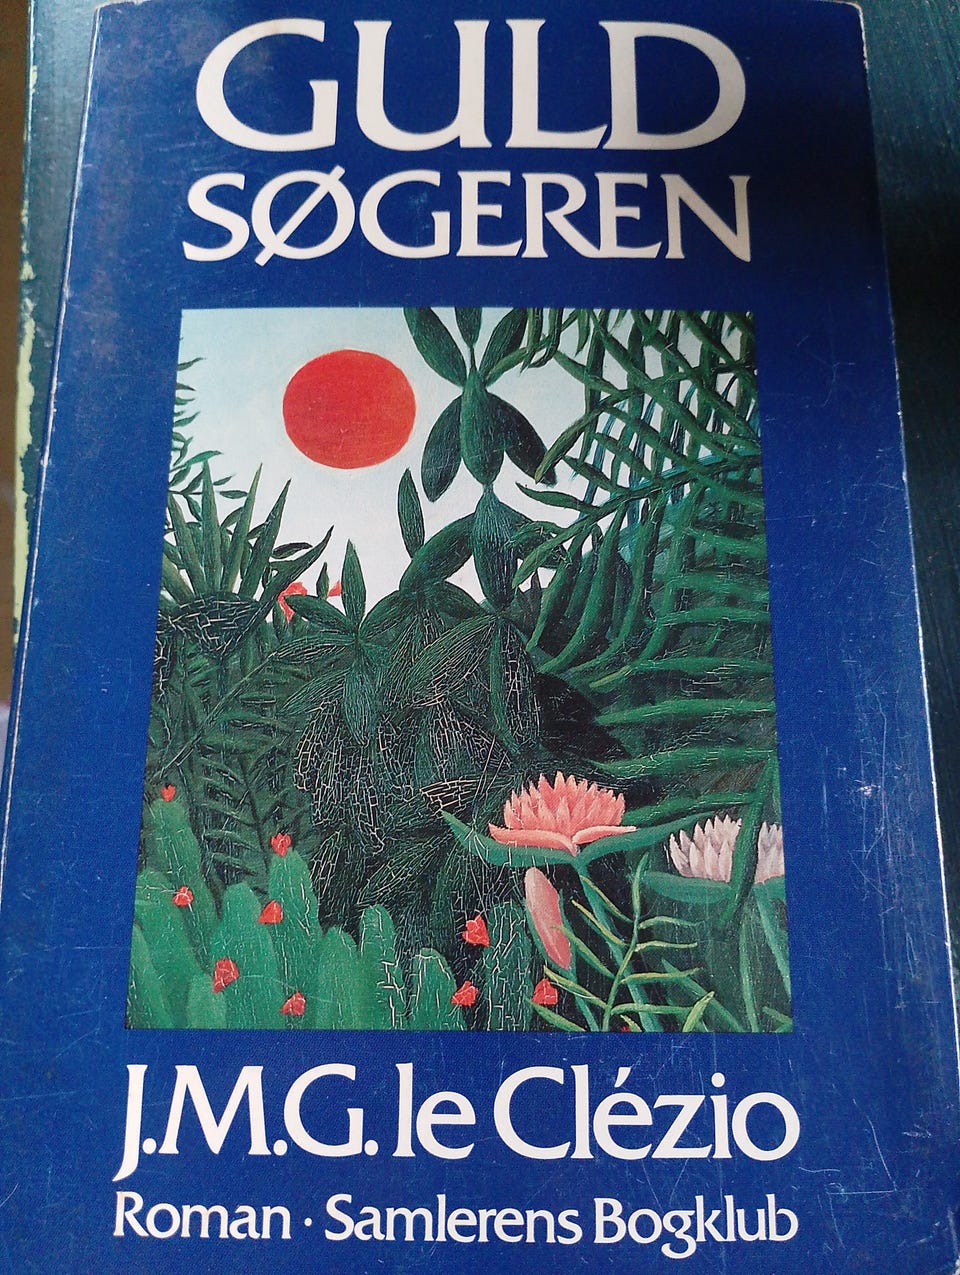 GULD
SØGEREN
J.M.G. le Clézio
Roman · Samlerens Bogklub